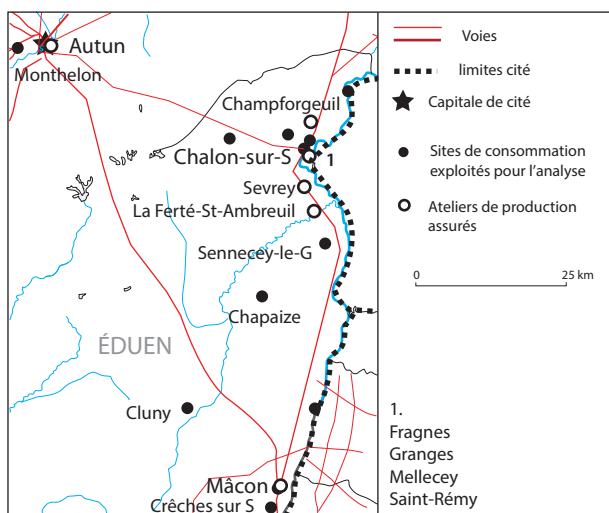 Autun
Monthelon
Champforgeuil
Chalon-sur-S
1
Sevrey
La Ferté-St-Ambreuil
Sennecey-le-G
Chapaize
ÉDUEN
Cluny
Mâcon
Crêches sur S
Voies
limites cité
Capitale de cité
Sites de consommation
exploités pour l'analyse
Ateliers de production
assurés
0 25 km
1.
Fragnes
Granges
Mellecey
Saint-Rémy